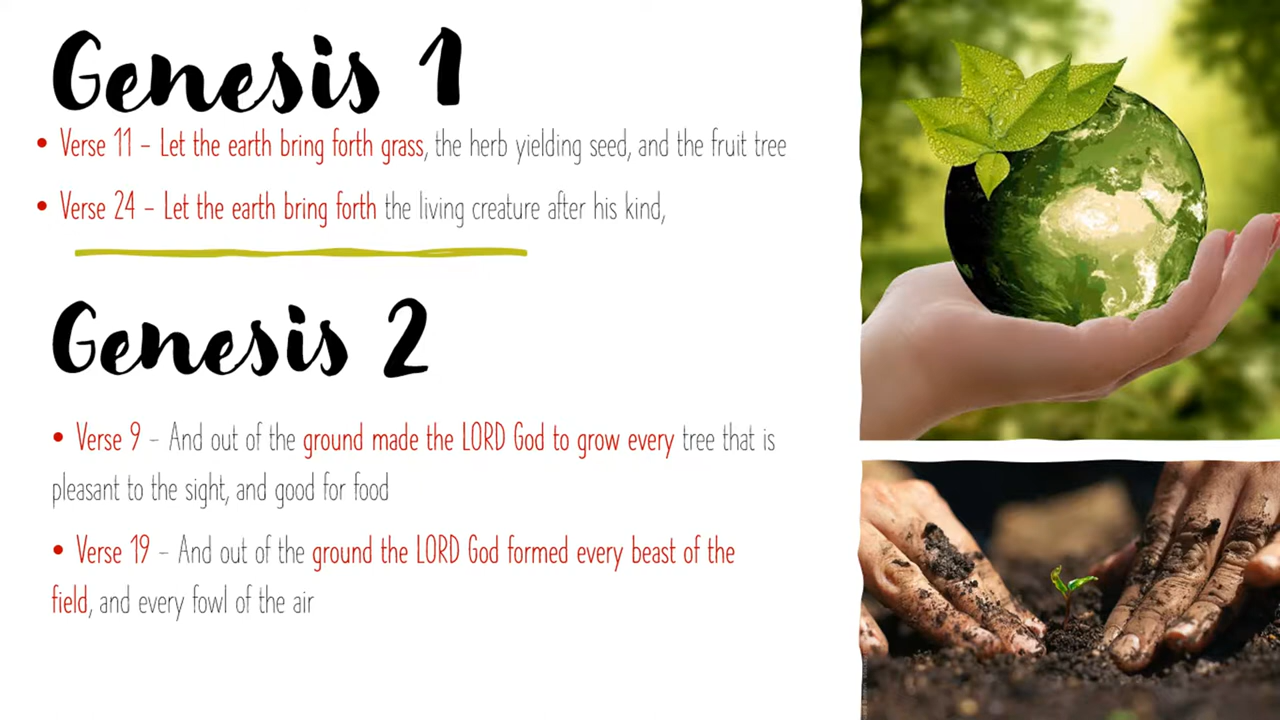 Genesis 1
• Verse 11 - Let the earth bring forth grass, the herb yielding seed, and the fruit tree
• Verse 24 - Let the earth bring forth the living creature after his kind,
Genesis 2
• Verse 9 - And out of the ground made the LORD God to grow every tree that is
pleasant to the sight, and good for food
• Verse 19 - And out of the ground the LORD God formed every beast of the
field, and every fowl of the air